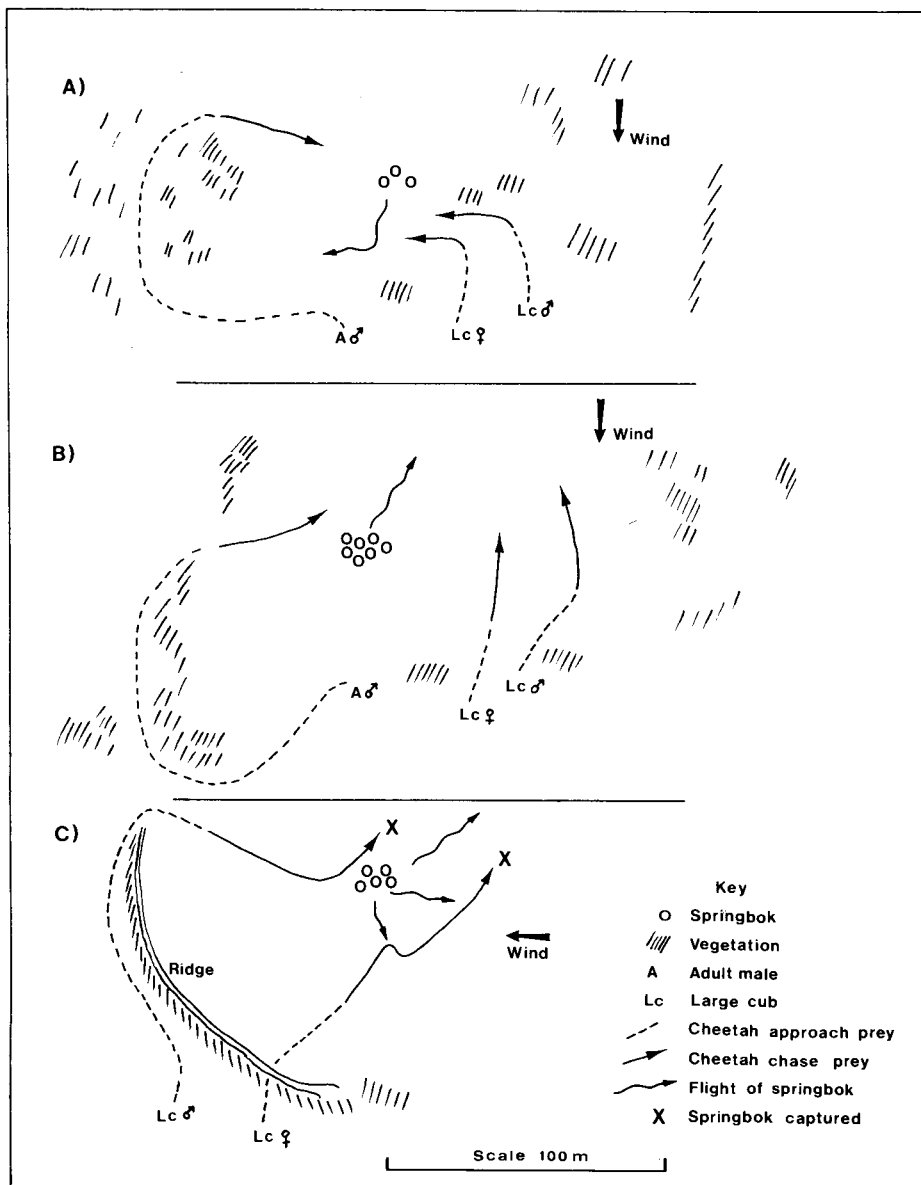 A)
Wind
A♂
Lc♀
Lc♂
B)
Wind
A♂
Lc♀
Lc♂
C)
X
X
Ridge
Wind
Lc♂
Lc♀
Key
O Springbok
Vegetation
A Adult male
Lc Large cub
Cheetah approach prey
Cheetah chase prey
Flight of springbok
X Springbok captured
Scale 100 m